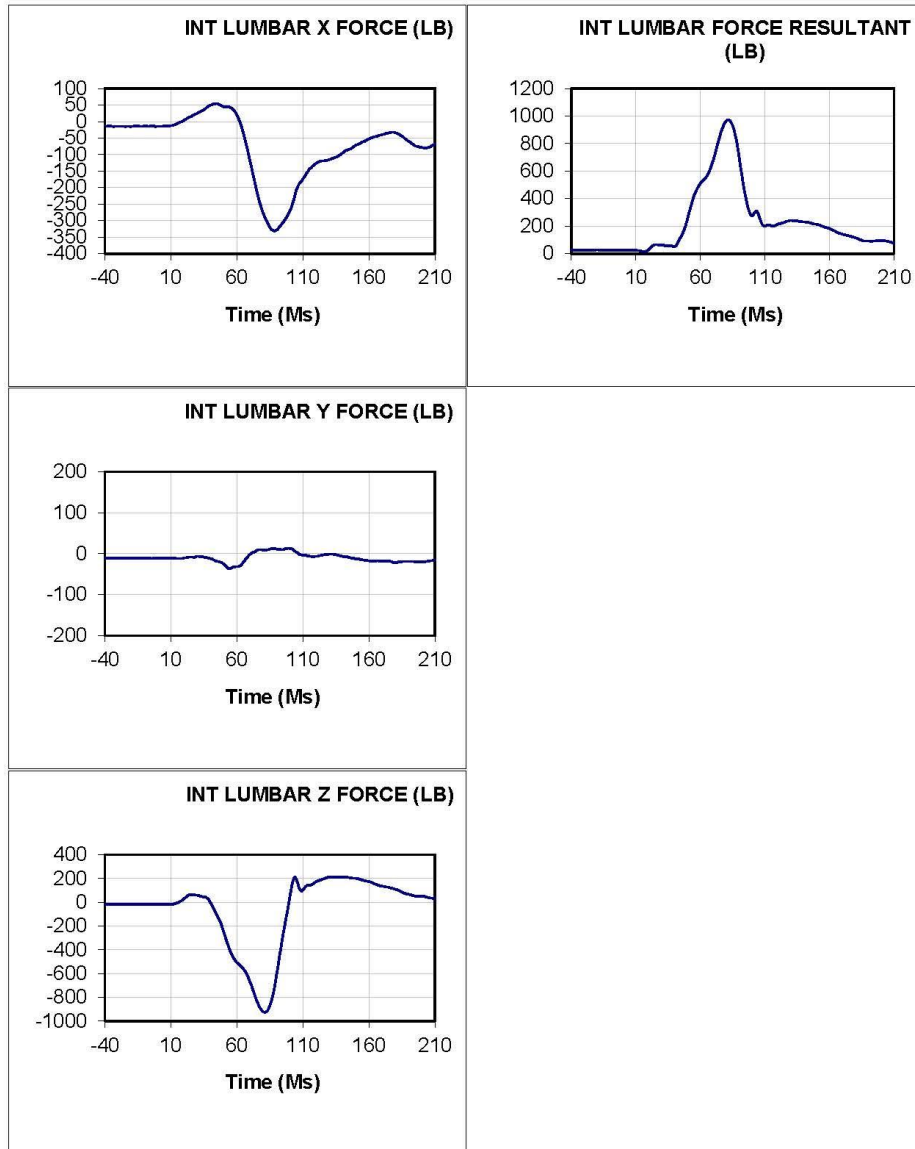 INT LUMBAR X FORCE (LB)
100
50
0
-50
-100
-150
-200
-250
-300
-350
-400
-40 10 60 110 160 210
Time (Ms)
INT LUMBAR FORCE RESULTANT
(LB)
1200
1000
800
600
400
200
0
-40 10 60 110 160 210
Time (Ms)
INT LUMBAR Y FORCE (LB)
200
100
0
-100
-200
-40 10 60 110 160 210
Time (Ms)
INT LUMBAR Z FORCE (LB)
400
200
0
-200
-400
-600
-800
-1000
-40 10 60 110 160 210
Time (Ms)